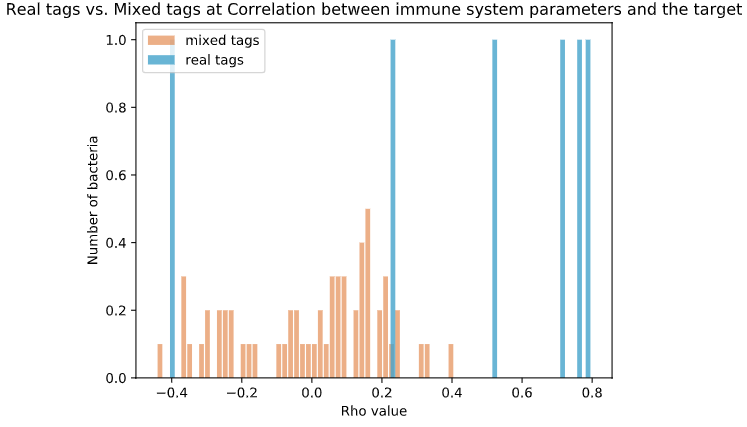 Real tags vs. Mixed tags at Correlation between immune system parameters and the target
mixed tags
real tags
Number of bacteria
1.0
0.8
0.6
0.4
0.2
0.0
−0.4 −0.2 0.0 0.2 0.4 0.6 0.8
Rho value